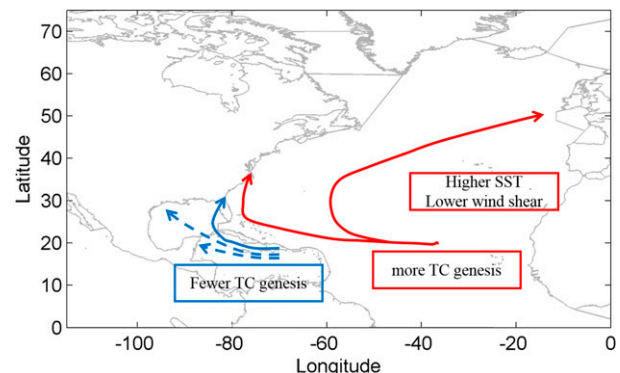 70
60
50
40
30
20
10
0
Latitude
Higher SST
Lower wind shear
Fewer TC genesis
more TC genesis
-100 -80 -60 -40 -20 0
Longitude